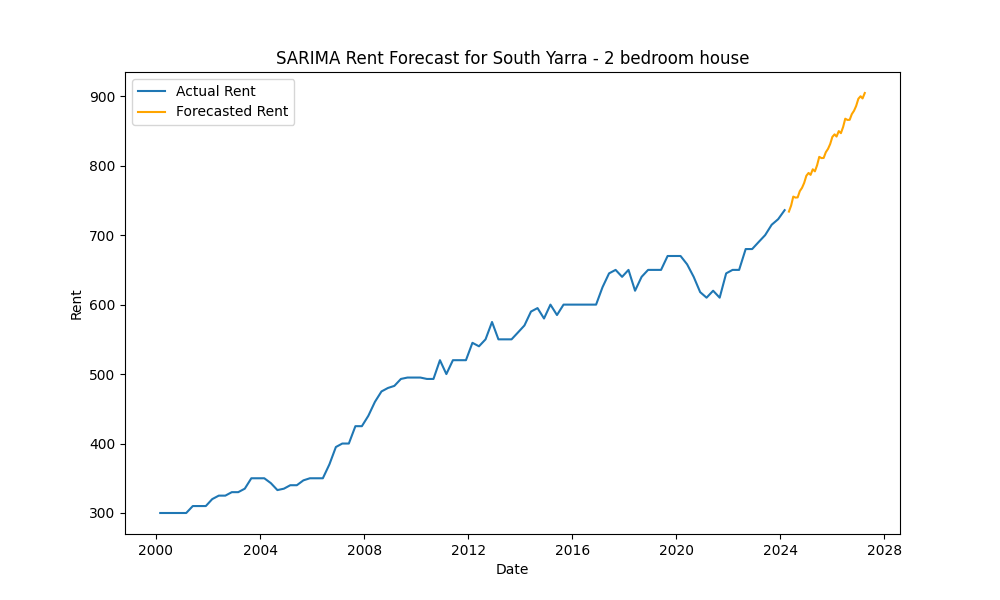 SARIMA Rent Forecast for South Yarra - 2 bedroom house
Actual Rent
Forecasted Rent
900
800
700
600
500
400
300
Rent
2000 2004 2008 2012 2016 2020 2024 2028
Date